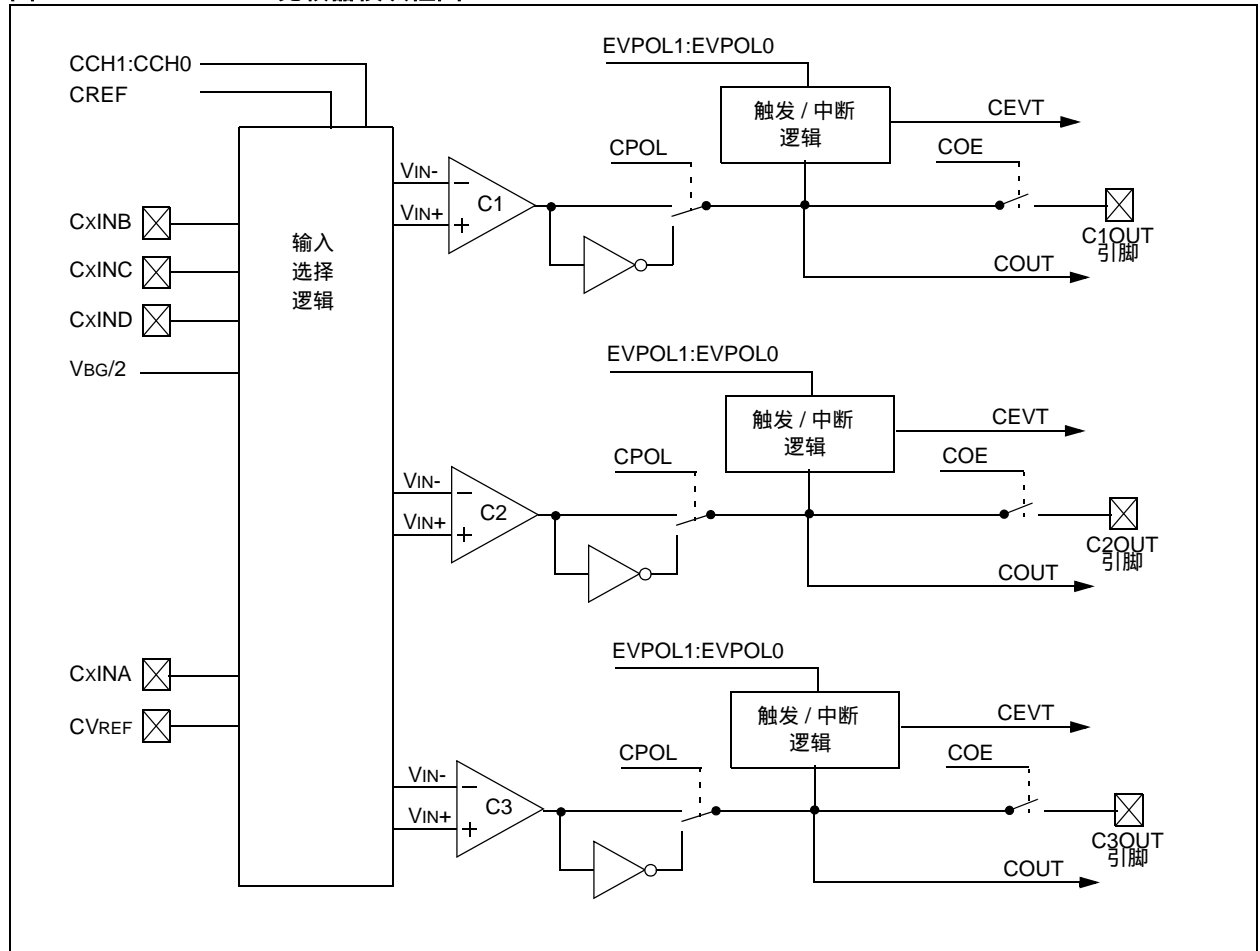 CCH1:CCH0
CREF
CXINB
CXINC
CXIND
VBG/2
CXINA
CVREF
输入
选择
逻辑
EVPOL1:EVPOL0
触发 / 中断
逻辑
CEVT
CPOL
COE
VIN-
VIN+
C1
C1OUT
引脚
COUT
EVPOL1:EVPOL0
触发 / 中断
逻辑
CEVT
CPOL
COE
VIN-
VIN+
C2
C2OUT
引脚
COUT
EVPOL1:EVPOL0
触发 / 中断
逻辑
CEVT
CPOL
COE
VIN-
VIN+
C3
C3OUT
引脚
COUT